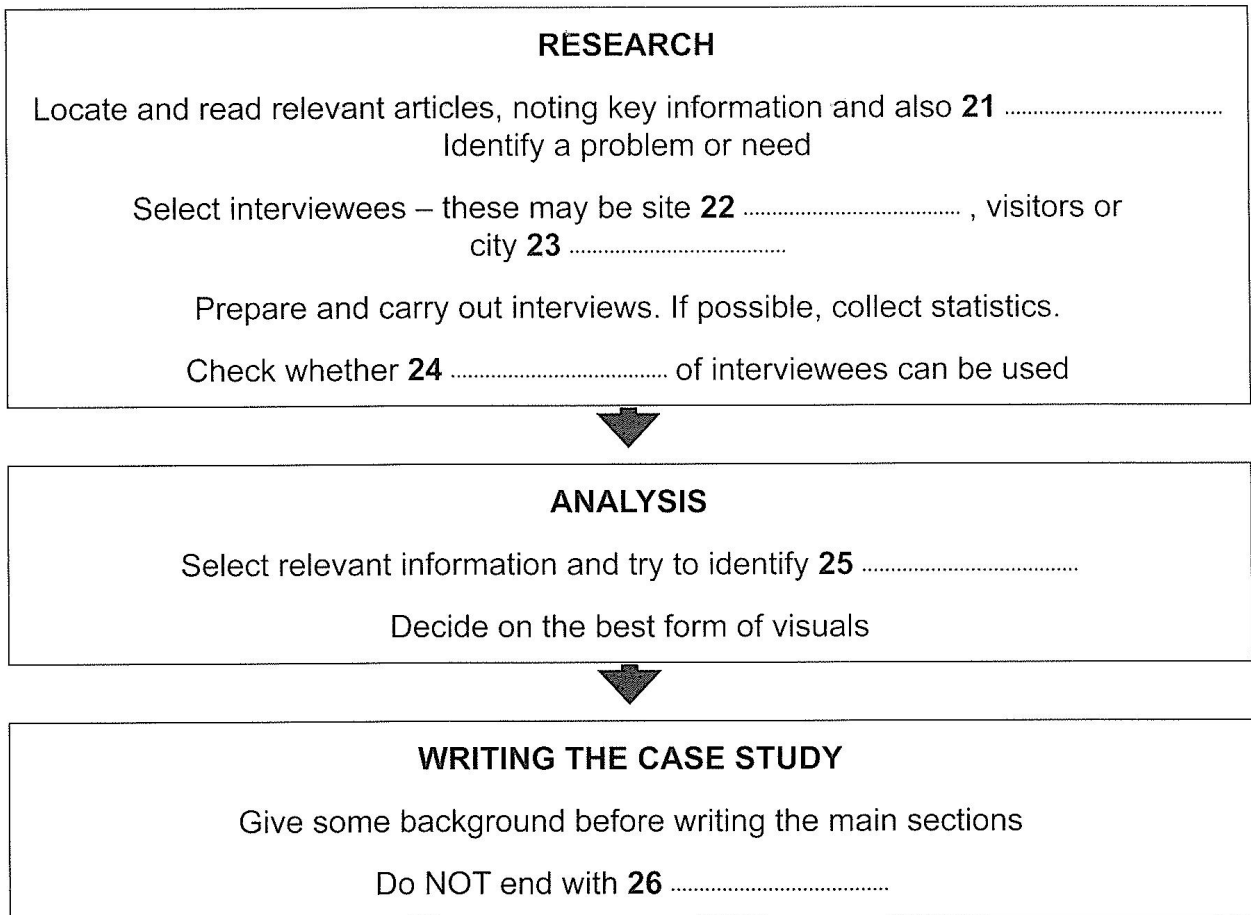 RESEARCH
Locate and read relevant articles, noting key information and also 21 ........................................
Identify a problem or need
Select interviewees – these may be site 22 ........................................ , visitors or
city 23 ........................................
Prepare and carry out interviews. If possible, collect statistics.
Check whether 24 ........................................ of interviewees can be used
ANALYSIS
Select relevant information and try to identify 25 ........................................
Decide on the best form of visuals
WRITING THE CASE STUDY
Give some background before writing the main sections
Do NOT end with 26 ........................................